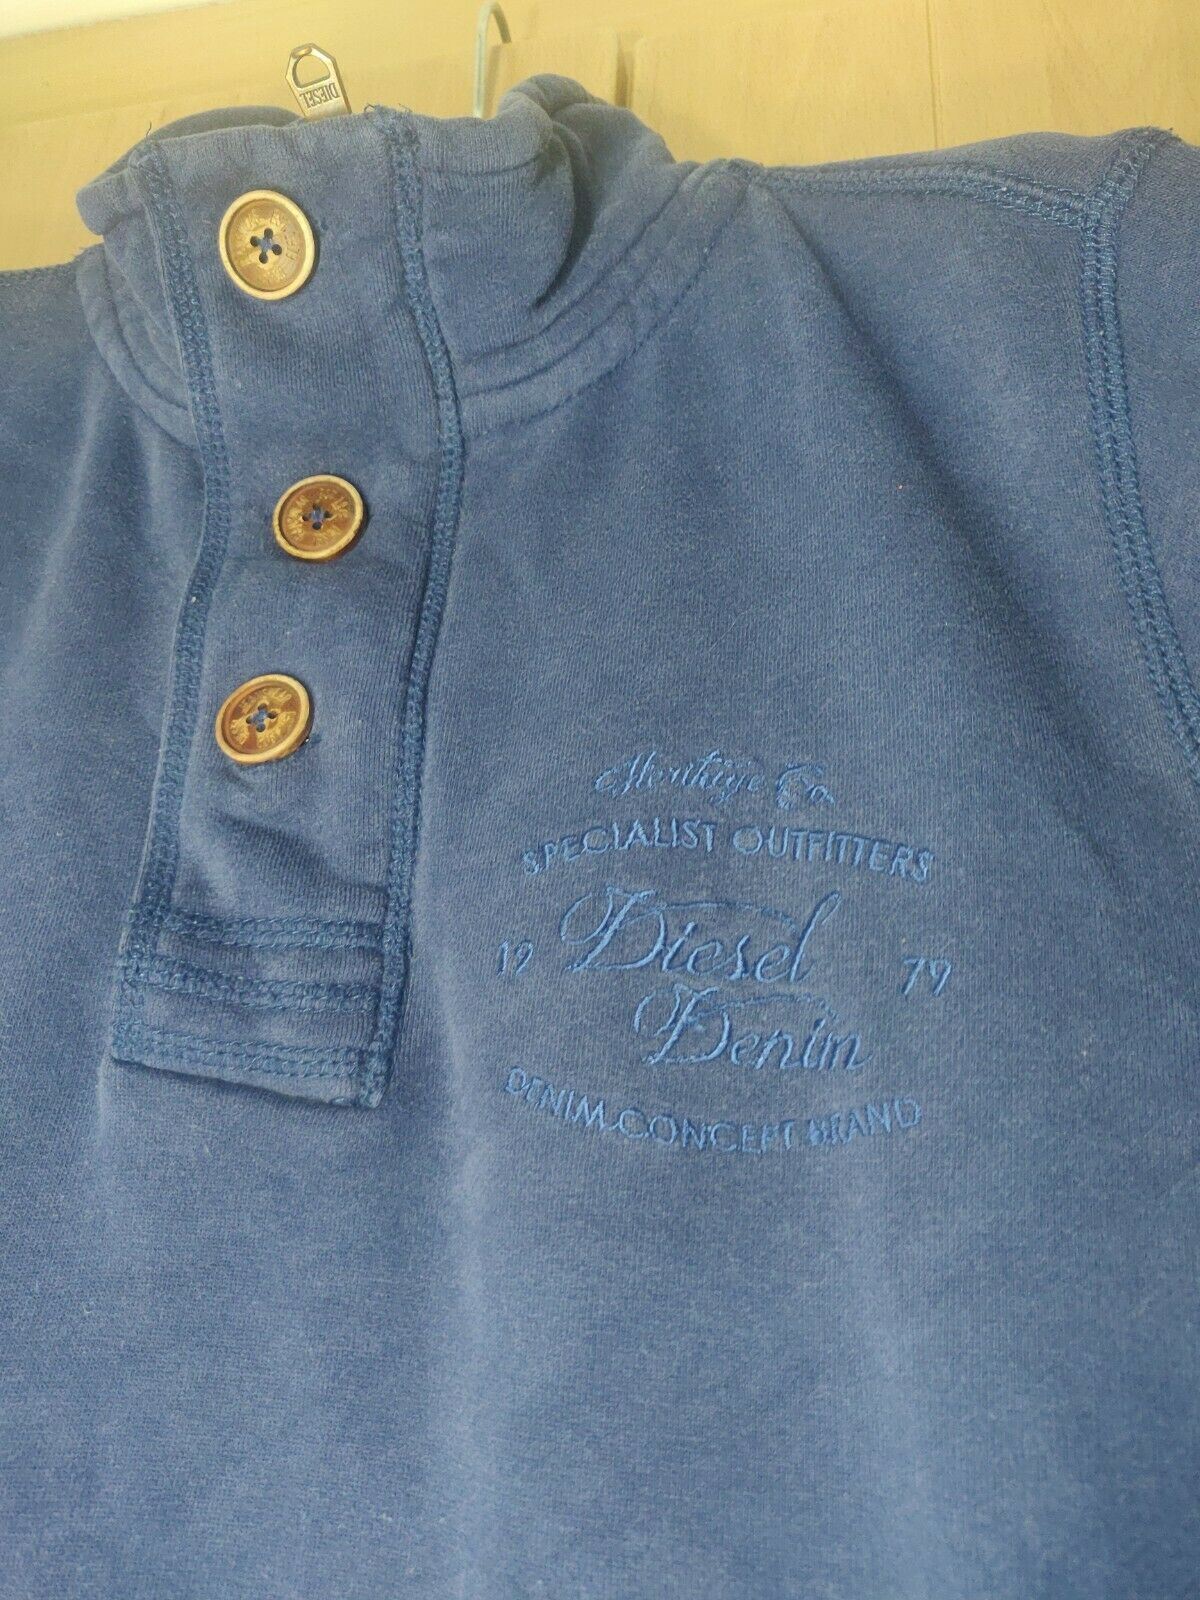 DIESEL
SPECIALIST OUTFITTERS
19 Diesel 79
Denim
DENIM.CONCEPT BRAND